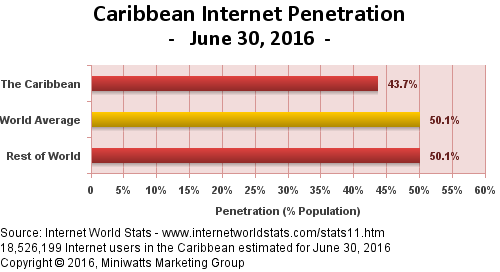 Caribbean Internet Penetration
- June 30, 2016 -
The Caribbean 43.7%
World Average 50.1%
Rest of World 50.1%
0 5% 10% 15% 20% 25% 30% 35% 40% 45% 50% 55% 60%
Penetration (% Population)
Source: Internet World Stats - www.internetworldstats.com/stats11.htm
18,526,199 Internet users in the Caribbean estimated for June 30, 2016
Copyright © 2016, Miniwatts Marketing Group